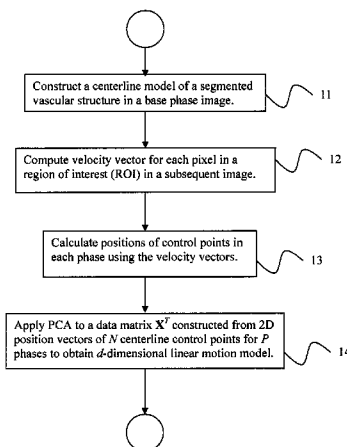 Construct a centerline model of a segmented
vascular structure in a base phase image.
11
Compute velocity vector for each pixel in a
region of interest (ROI) in a subsequent image.
12
Calculate positions of control points in
each phase using the velocity vectors.
13
Apply PCA to a data matrix Xᵀ constructed from 2D
position vectors of N centerline control points for P
phases to obtain d-dimensional linear motion model.
14